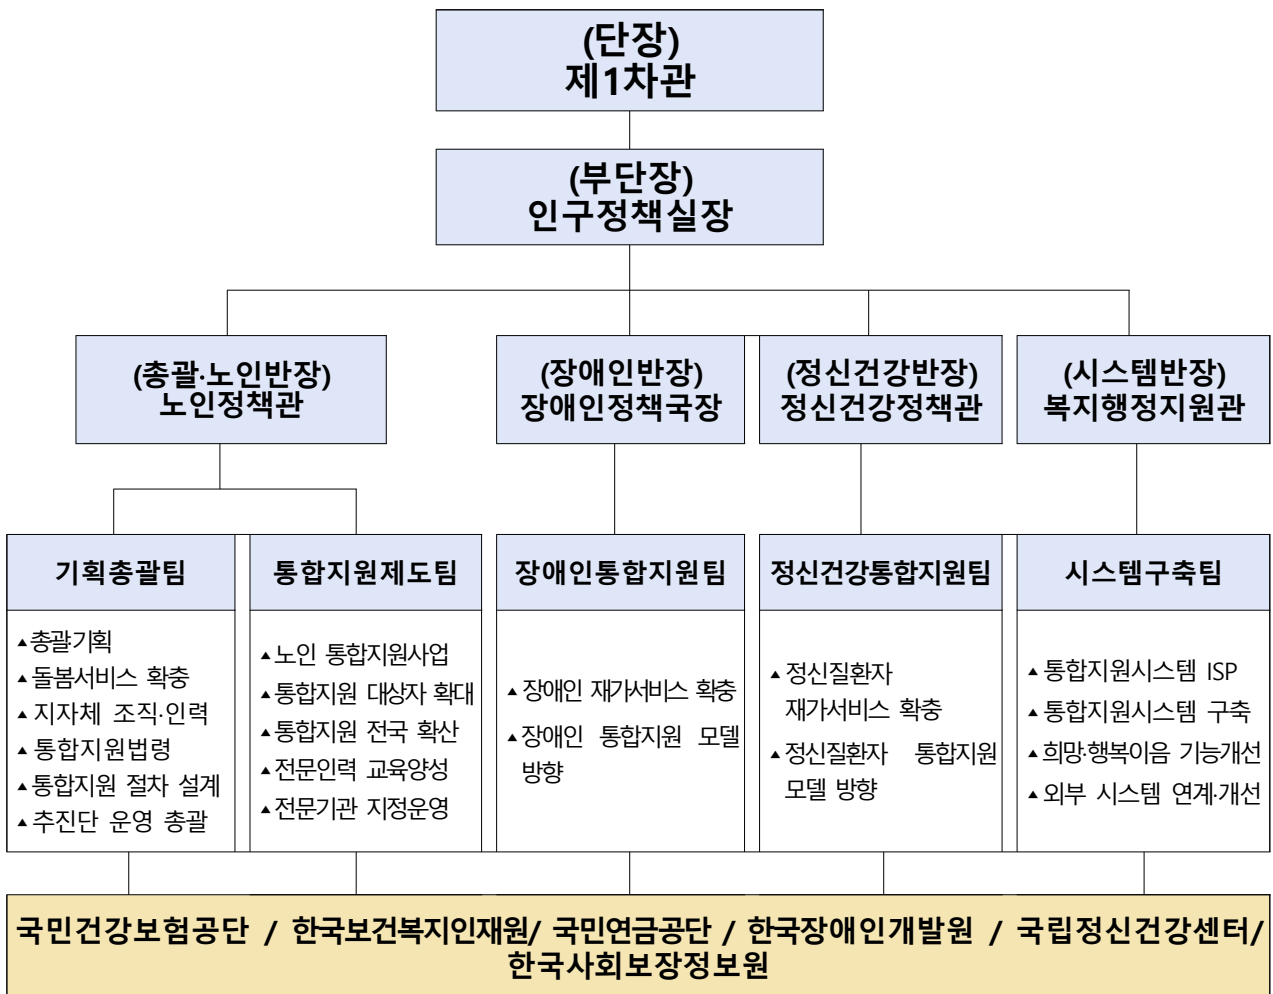 (단장)
제1차관
(부단장)
인구정책실장
(총괄·노인반장)
노인정책관
(장애인반장)
장애인정책국장
(정신건강반장)
정신건강정책관
(시스템반장)
복지행정지원관
기획총괄팀
▲총괄기획
▲돌봄서비스 확충
▲지자체 조직·인력
▲통합지원법령
▲통합지원 절차 설계
▲추진단 운영 총괄
통합지원제도팀
▲노인 통합지원사업
▲통합지원 대상자 확대
▲통합지원 전국 확산
▲전문인력 교육양성
▲전문기관 지정운영
장애인통합지원팀
▲장애인 재가서비스 확충
▲장애인 통합지원 모델
방향
정신건강통합지원팀
▲정신질환자
재가서비스 확충
▲정신질환자 통합지원
모델 방향
시스템구축팀
▲통합지원시스템 ISP
▲통합지원시스템 구축
▲희망·행복이음 기능개선
▲외부 시스템 연계·개선
국민건강보험공단 / 한국보건복지인재원/ 국민연금공단 / 한국장애인개발원 / 국립정신건강센터/
한국사회보장정보원